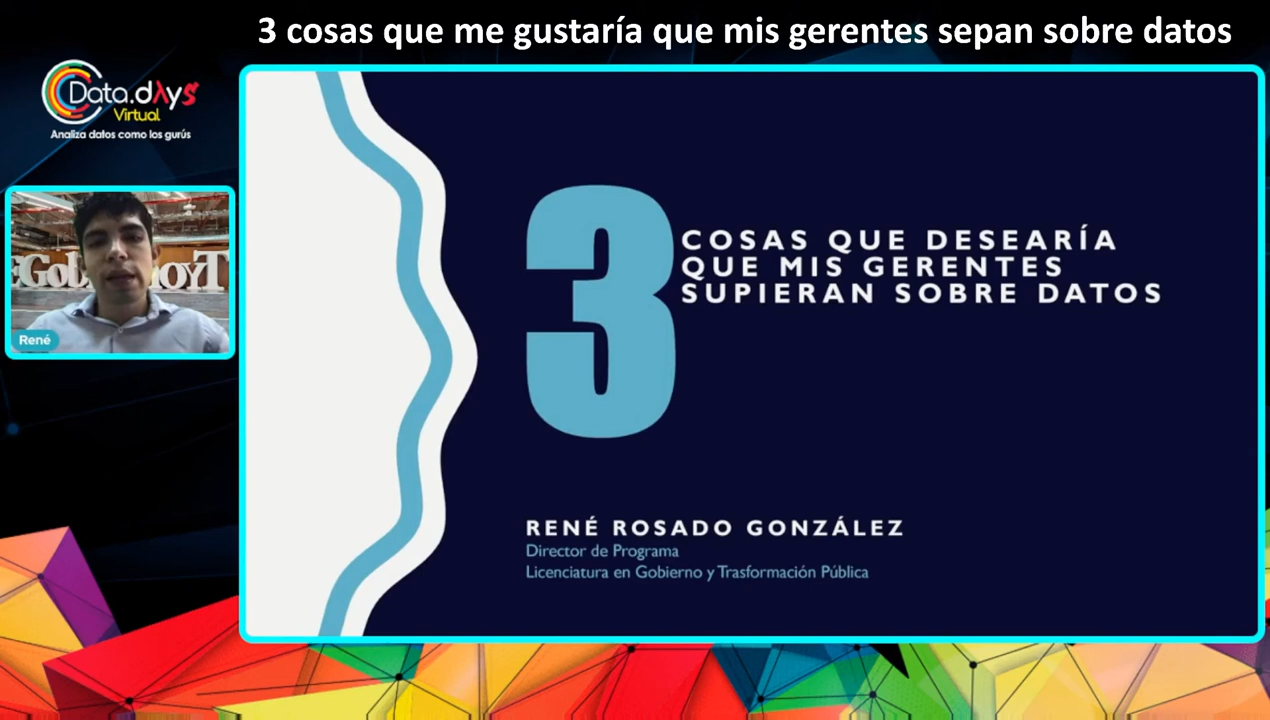 3 cosas que me gustaría que mis gerentes sepan sobre datos
Data.dλys
Virtual
Analiza datos como los gurús
René
3
COSAS QUE DESEARÍA
QUE MIS GERENTES
SUPIERAN SOBRE DATOS
RENÉ ROSADO GONZÁLEZ
Director de Programa
Licenciatura en Gobierno y Trasformación Pública